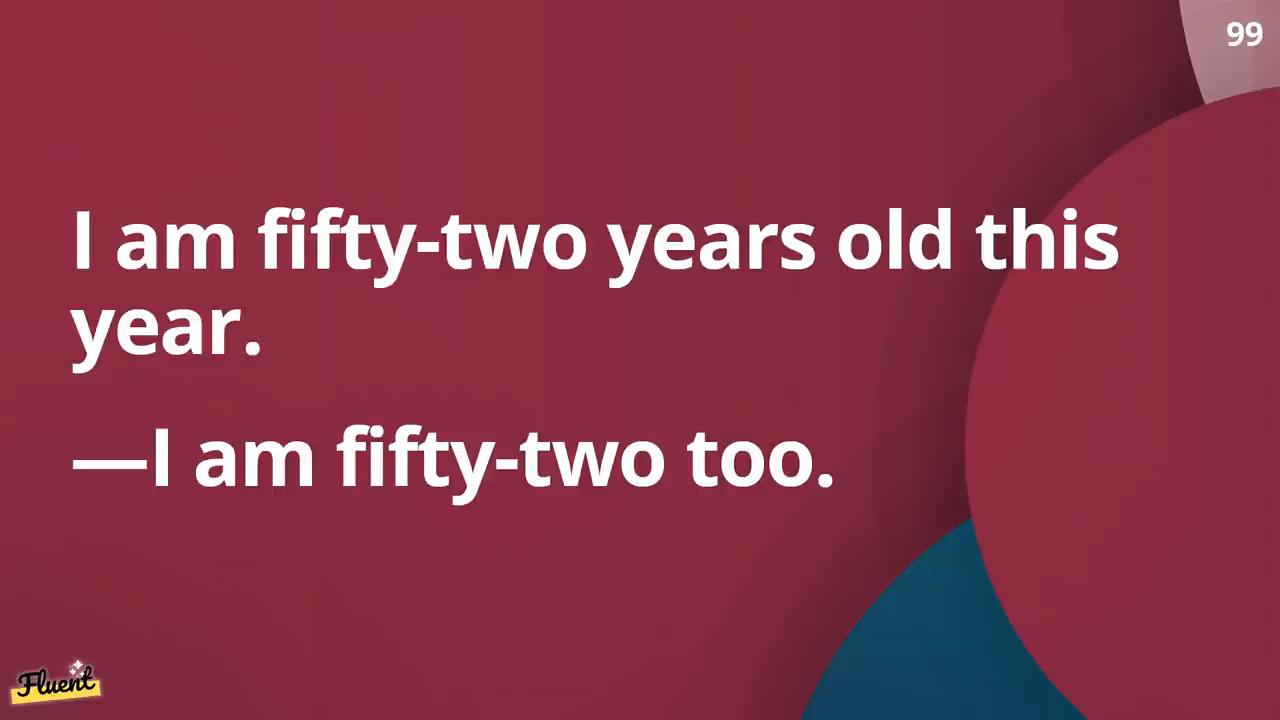 99
I am fifty-two years old this
year.
—I am fifty-two too.
Fluent